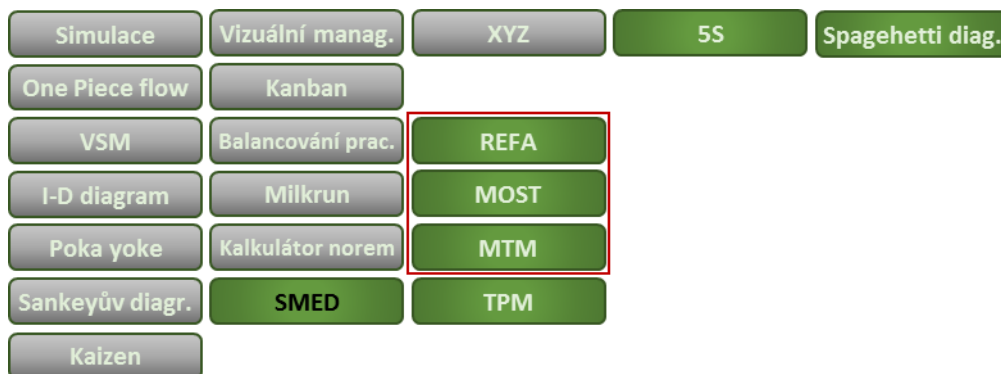 Simulace Vizuální manag. XYZ 5S Spagehetti diag.
One Piece flow Kanban
VSM Balancování prac. REFA
I-D diagram Milkrun MOST
Poka yoke Kalkulátor norem MTM
Sankeyův diagr. SMED TPM
Kaizen